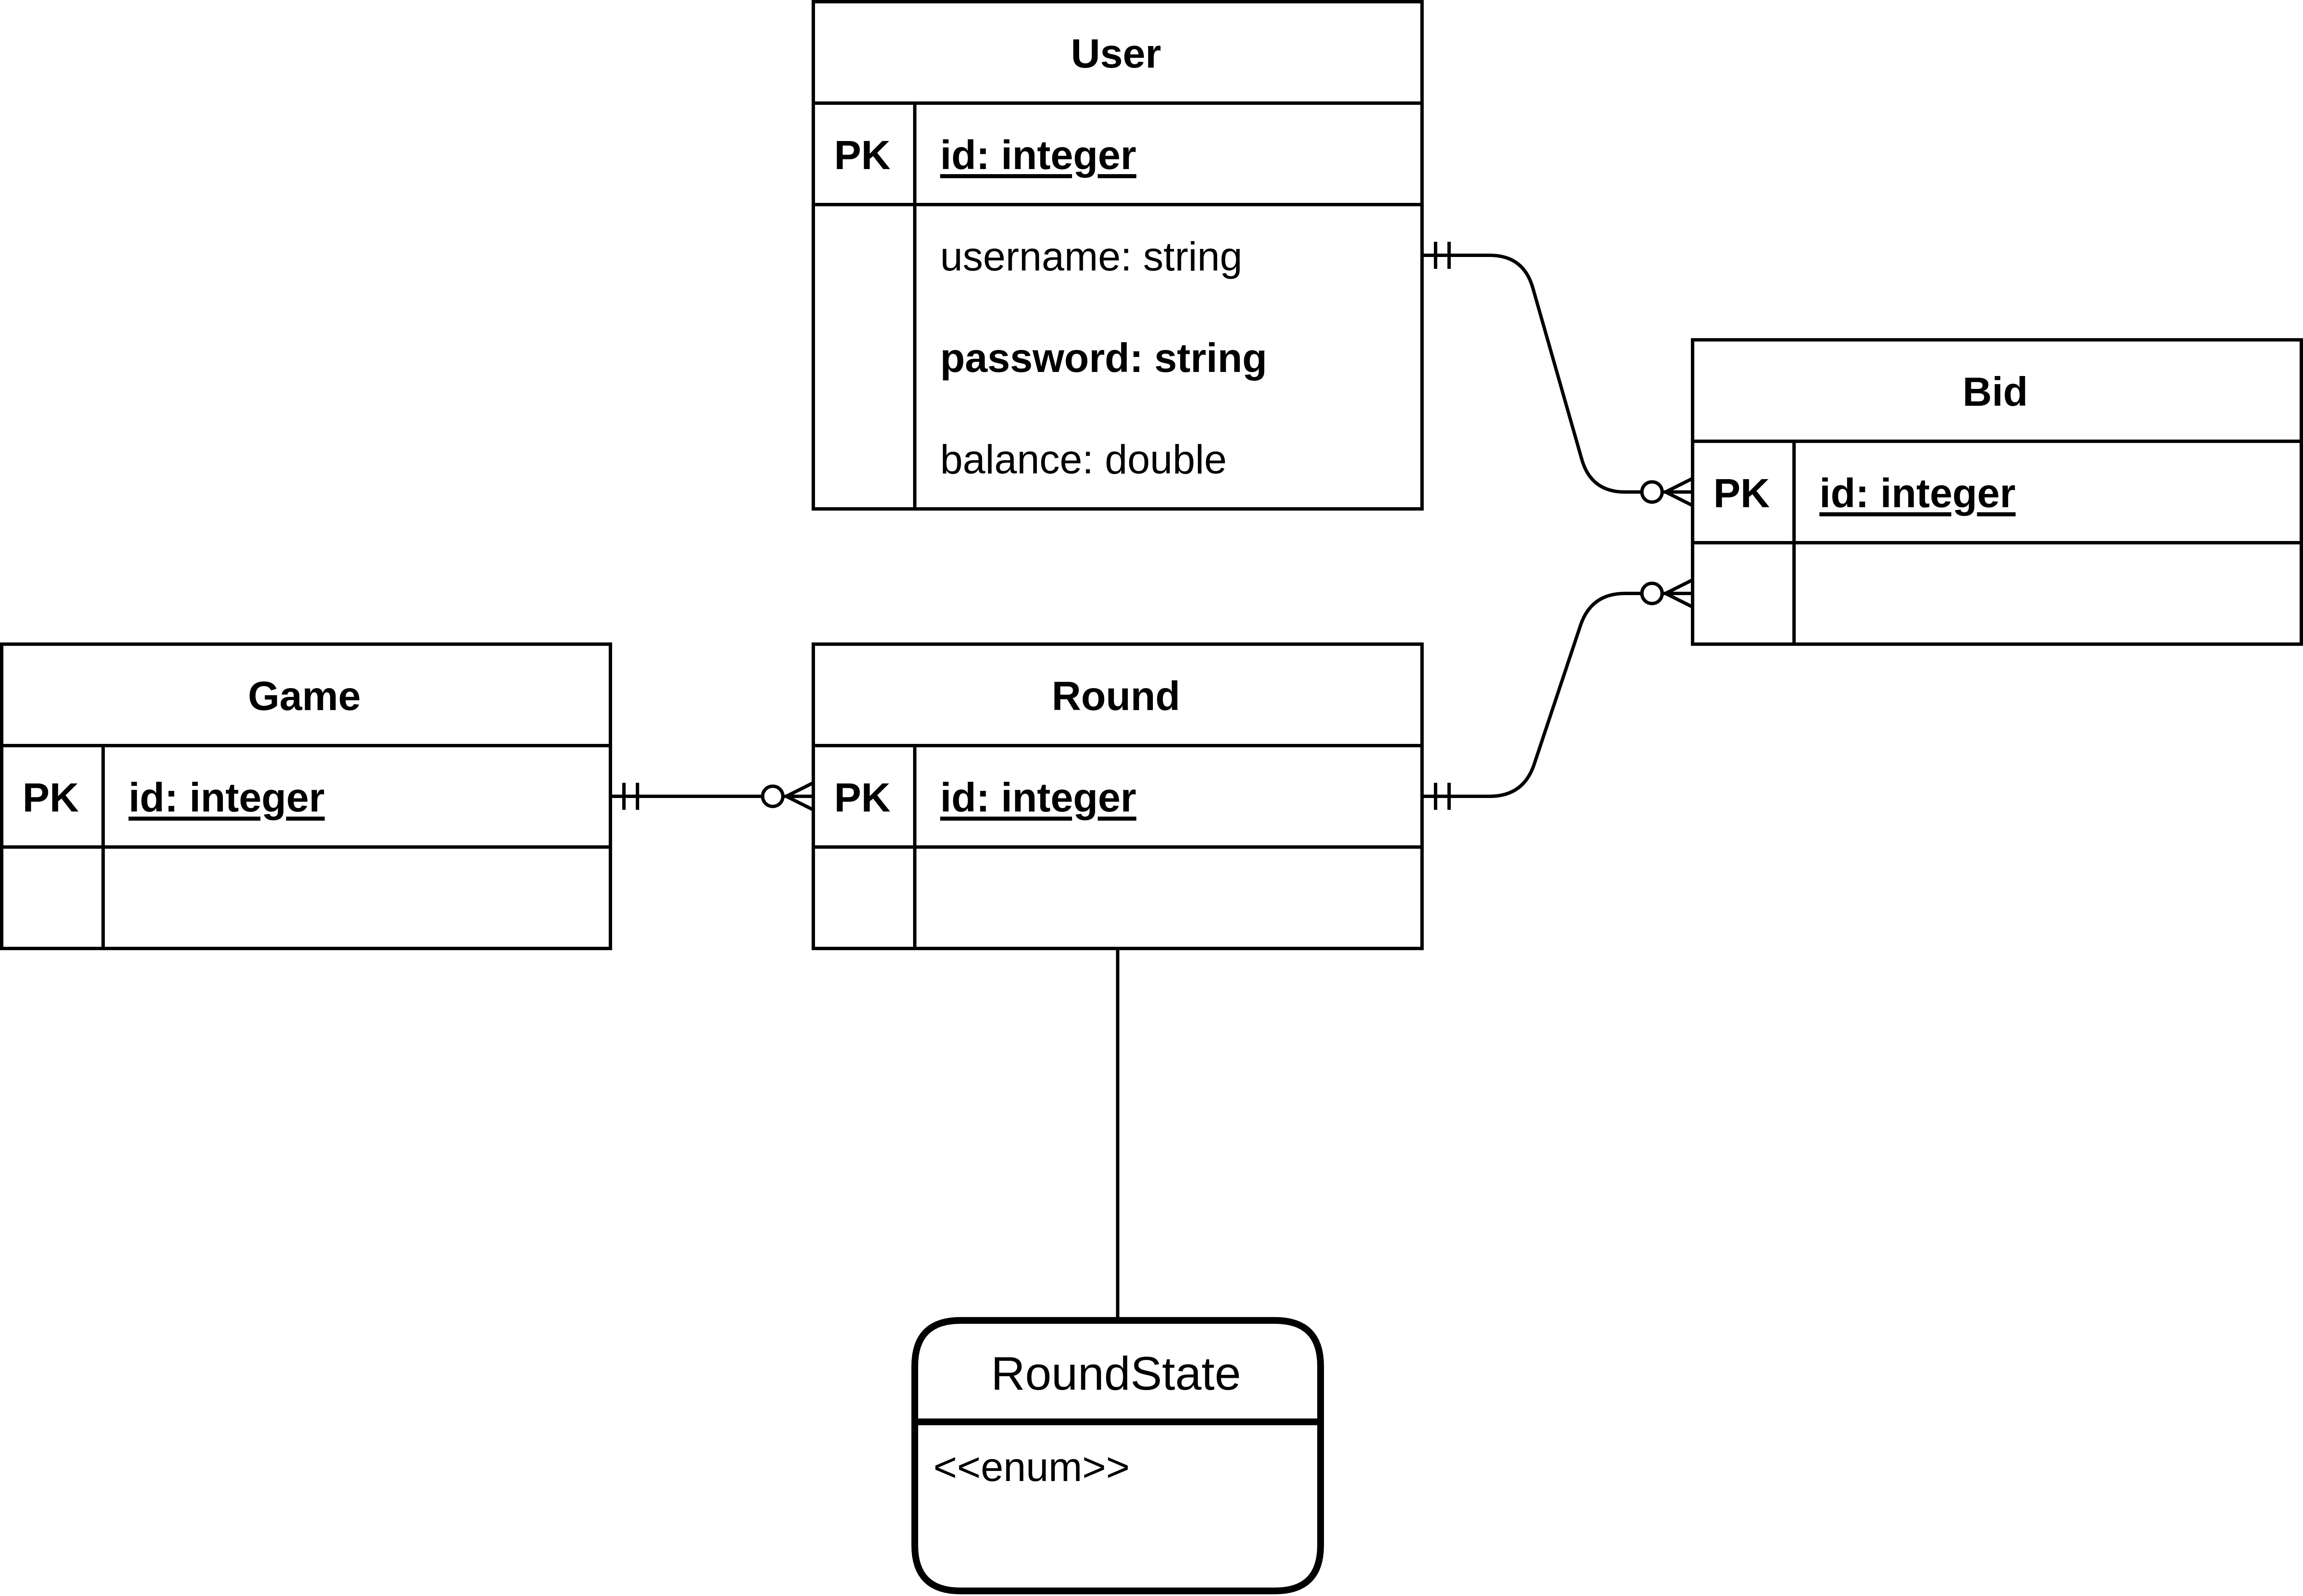 User
PK
id: integer
username: string
password: string
balance: double
Bid
PK
id: integer
Game
PK
id: integer
Round
PK
id: integer
RoundState
<<enum>>